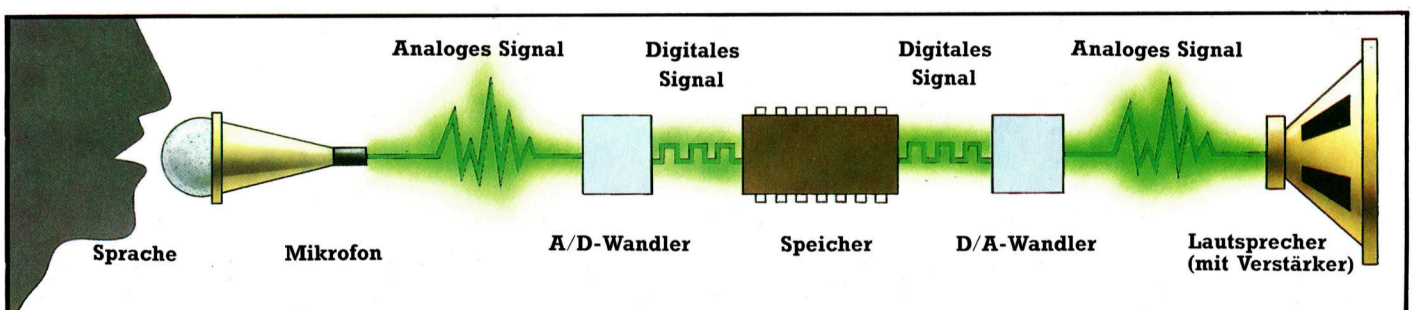 Analoges Signal
Digitales
Signal
Digitales
Signal
Analoges Signal
Sprache
Mikrofon
A/D-Wandler
Speicher
D/A-Wandler
Lautsprecher
(mit Verstärker)